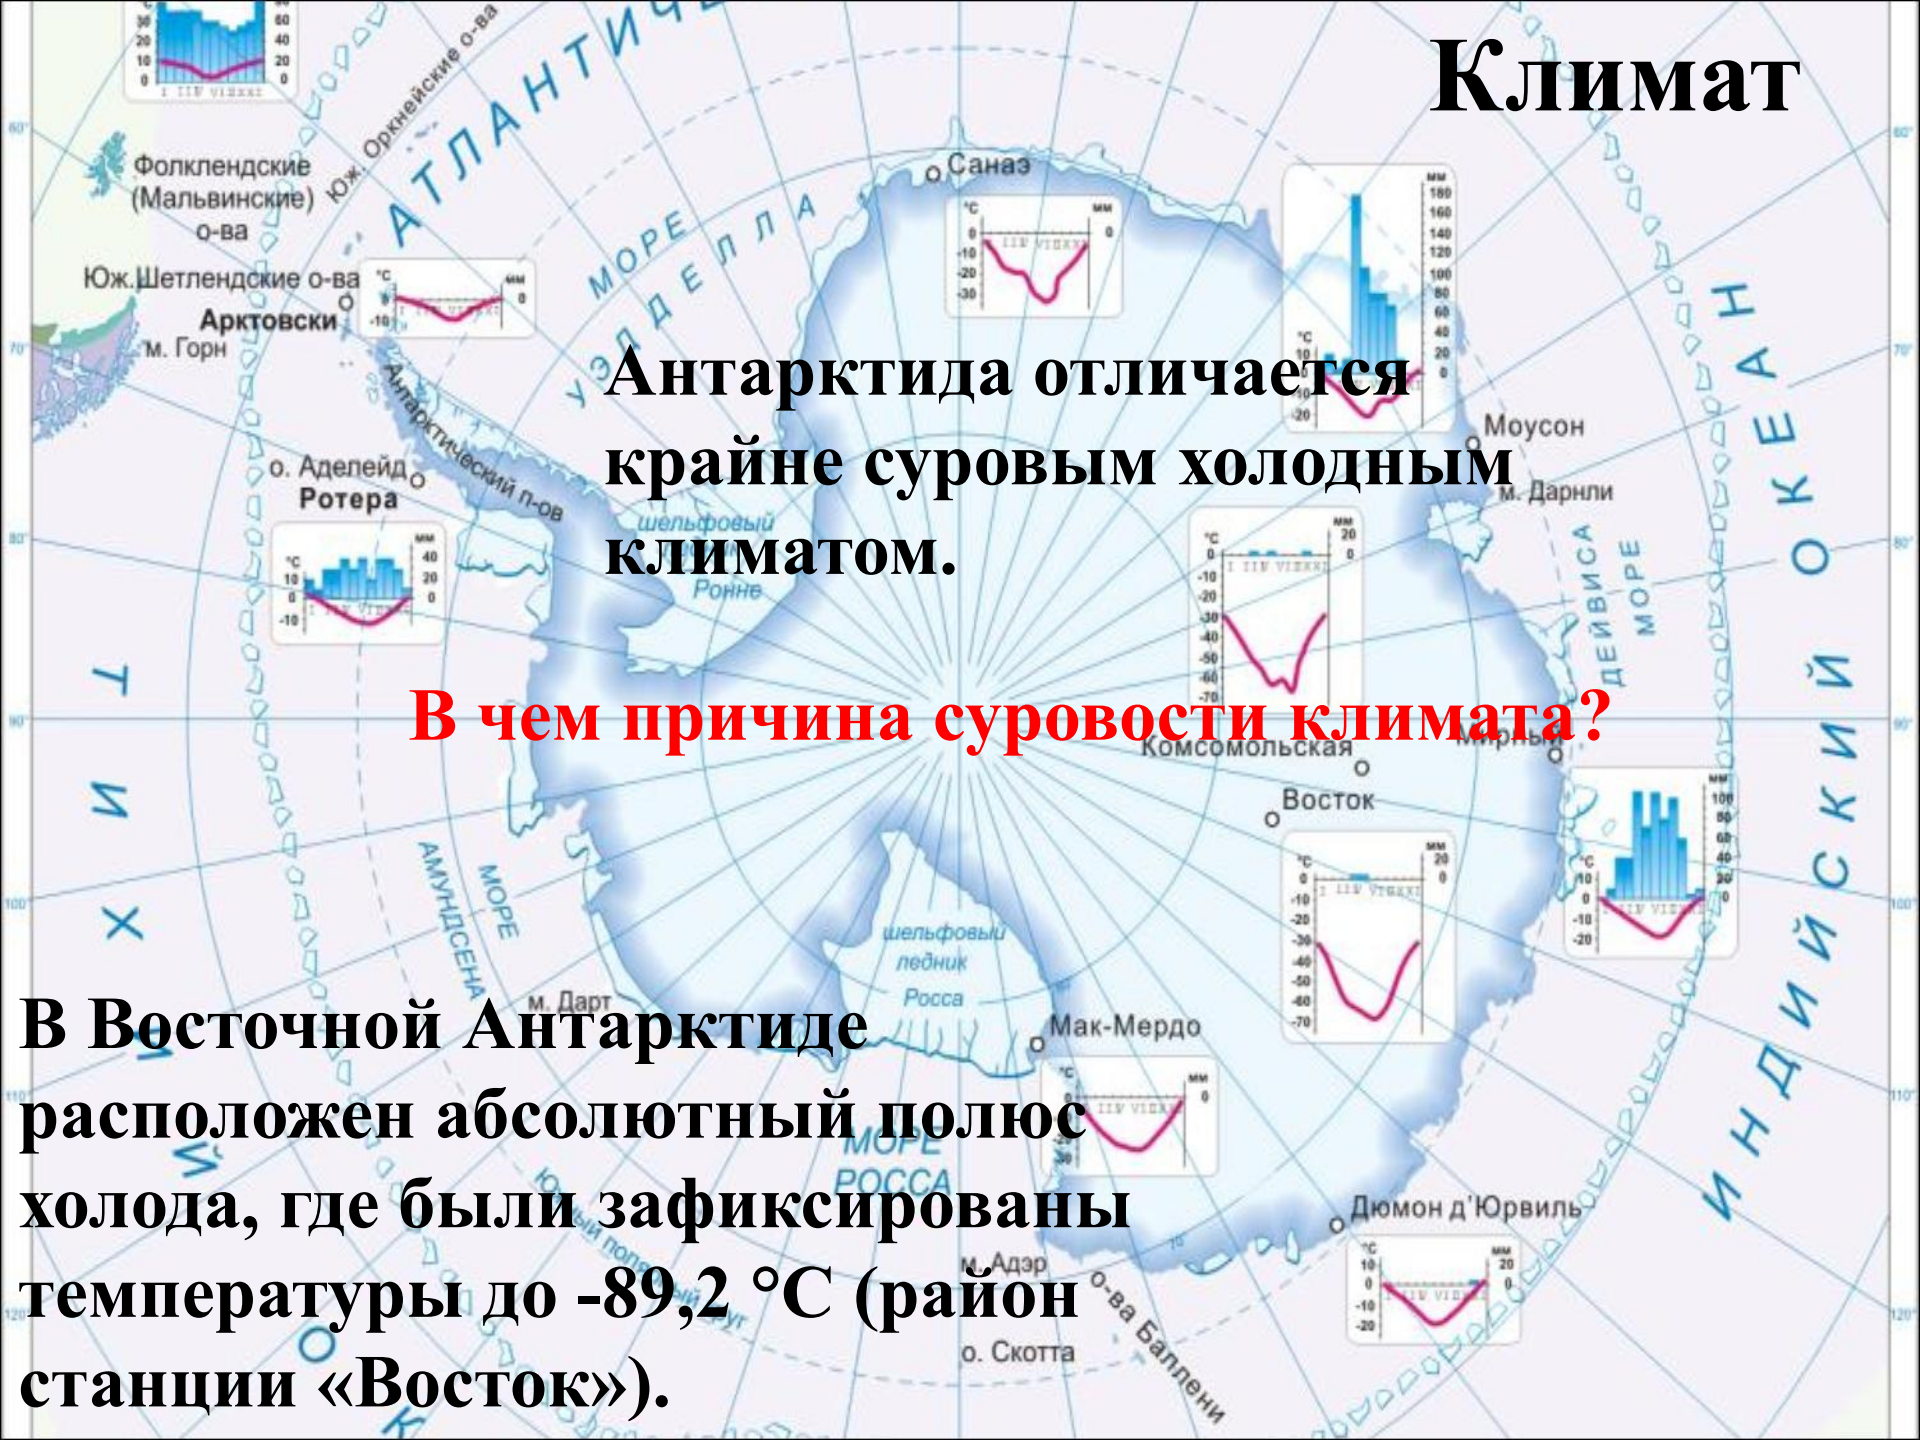 Климат
Антарктида отличается
крайне суровым холодным
климатом.
В чем причина суровости климата?
В Восточной Антарктиде
расположен абсолютный полюс
холода, где были зафиксированы
температуры до -89,2 °С (район
станции «Восток»).
Фолклендские
(Мальвинские)
о-ва
Юж. Оркнейские о-ва
Юж.Шетлендские о-ва
Арктовски
м. Горн
Антарктический п-ов
о. Аделейд
Ротера
АТЛАНТИЧ
МОРЕ
УЭДДЕЛЛА
Санаэ
Моусон
м. Дарнли
МОРЕ
ДЕЙВИСА
ИНДИЙСКИЙ ОКЕАН
шельфовый
Ронне
Комсомольская
Мирный
Восток
МОРЕ
АМУНДСЕНА
м. Дарт
шельфовый
ледник
Росса
Мак-Мердо
МОРЕ
РОССА
Дюмон д'Юрвиль
м. Адэр
о-ва Баллени
о. Скотта
ТИХИЙ